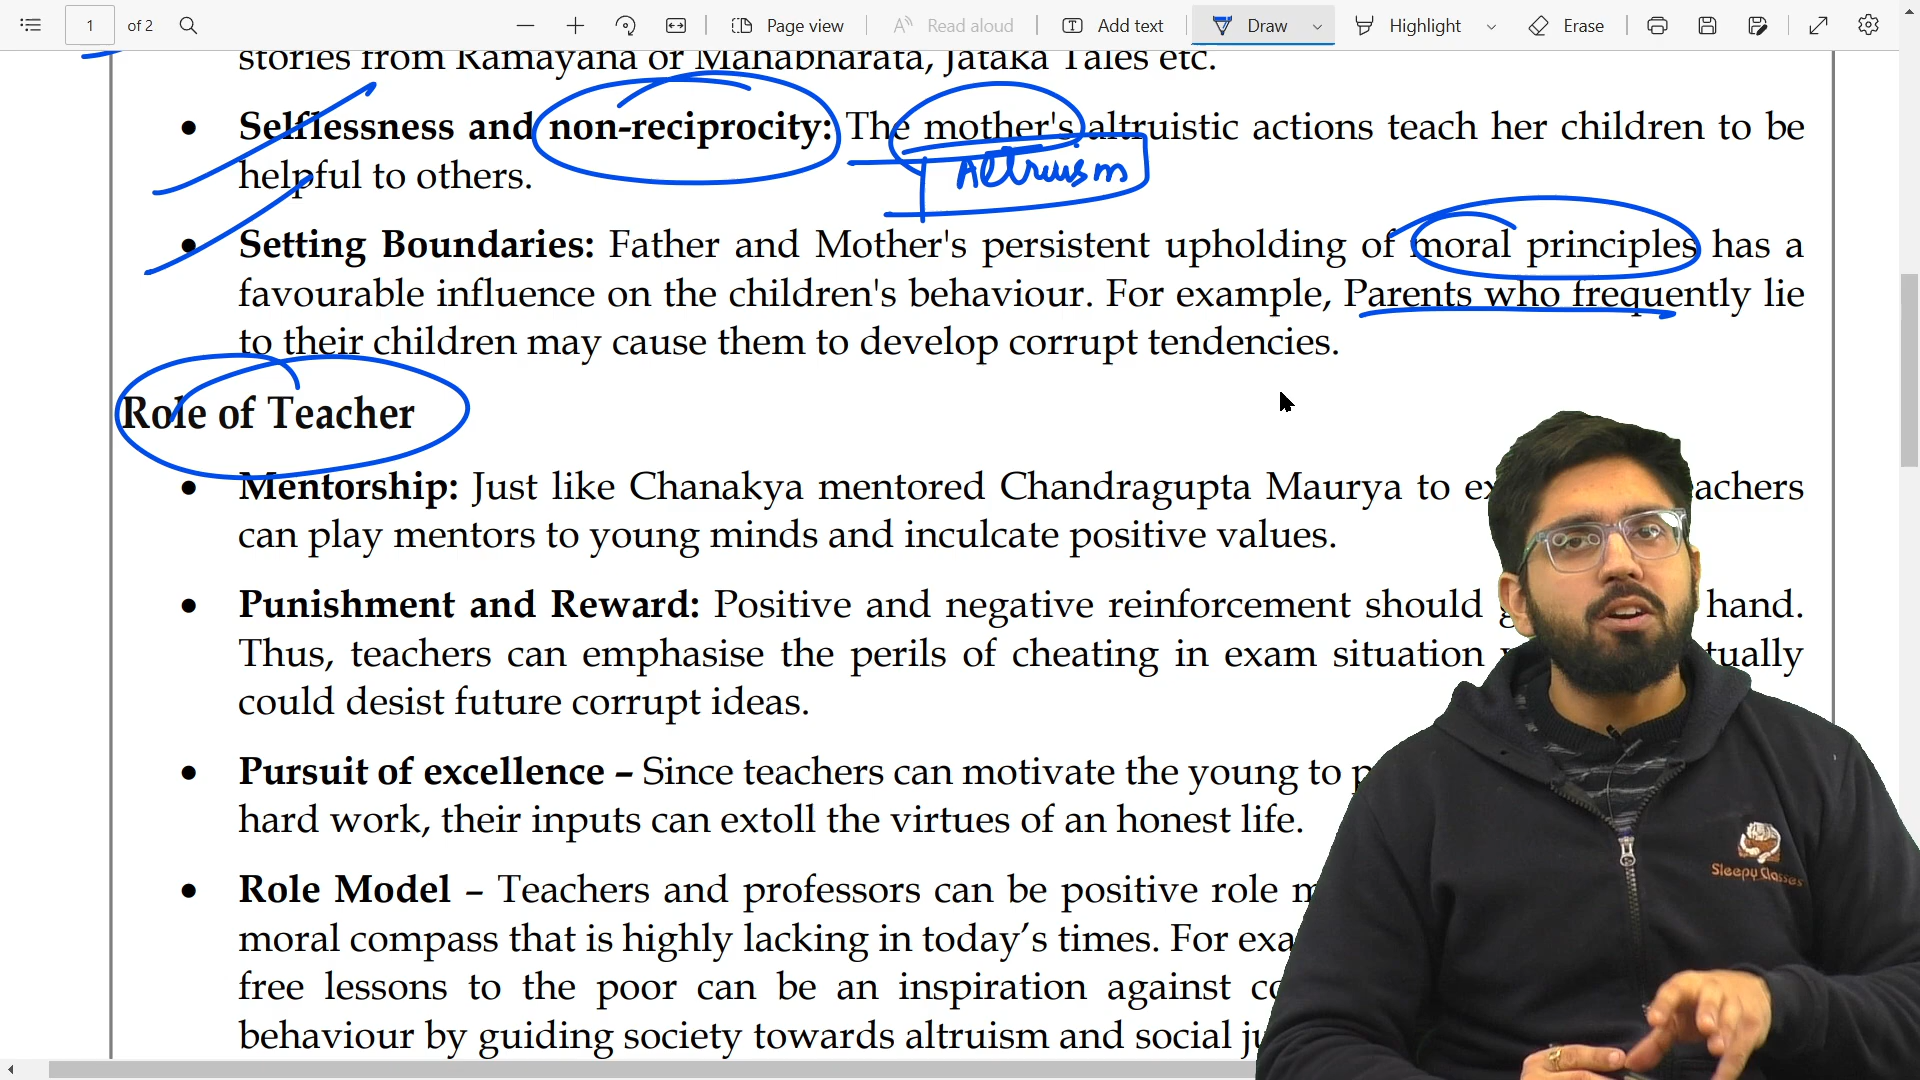 1 of 2 Page view Read aloud Add text Draw Highlight Erase
stories from Ramayana or Mahabharata, Jataka Tales etc.
• Selflessness and non-reciprocity: The mother's altruistic actions teach her children to be
helpful to others.
Altruism
• Setting Boundaries: Father and Mother's persistent upholding of moral principles has a
favourable influence on the children's behaviour. For example, Parents who frequently lie
to their children may cause them to develop corrupt tendencies.
Role of Teacher
• Mentorship: Just like Chanakya mentored Chandragupta Maurya to
can play mentors to young minds and inculcate positive values.
• Punishment and Reward: Positive and negative reinforcement should hand.
Thus, teachers can emphasise the perils of cheating in exam situation
could desist future corrupt ideas.
• Pursuit of excellence – Since teachers can motivate the young to
hard work, their inputs can extoll the virtues of an honest life.
• Role Model – Teachers and professors can be positive role
moral compass that is highly lacking in today’s times. For
free lessons to the poor can be an inspiration against
behaviour by guiding society towards altruism and social
Sleepy Classes